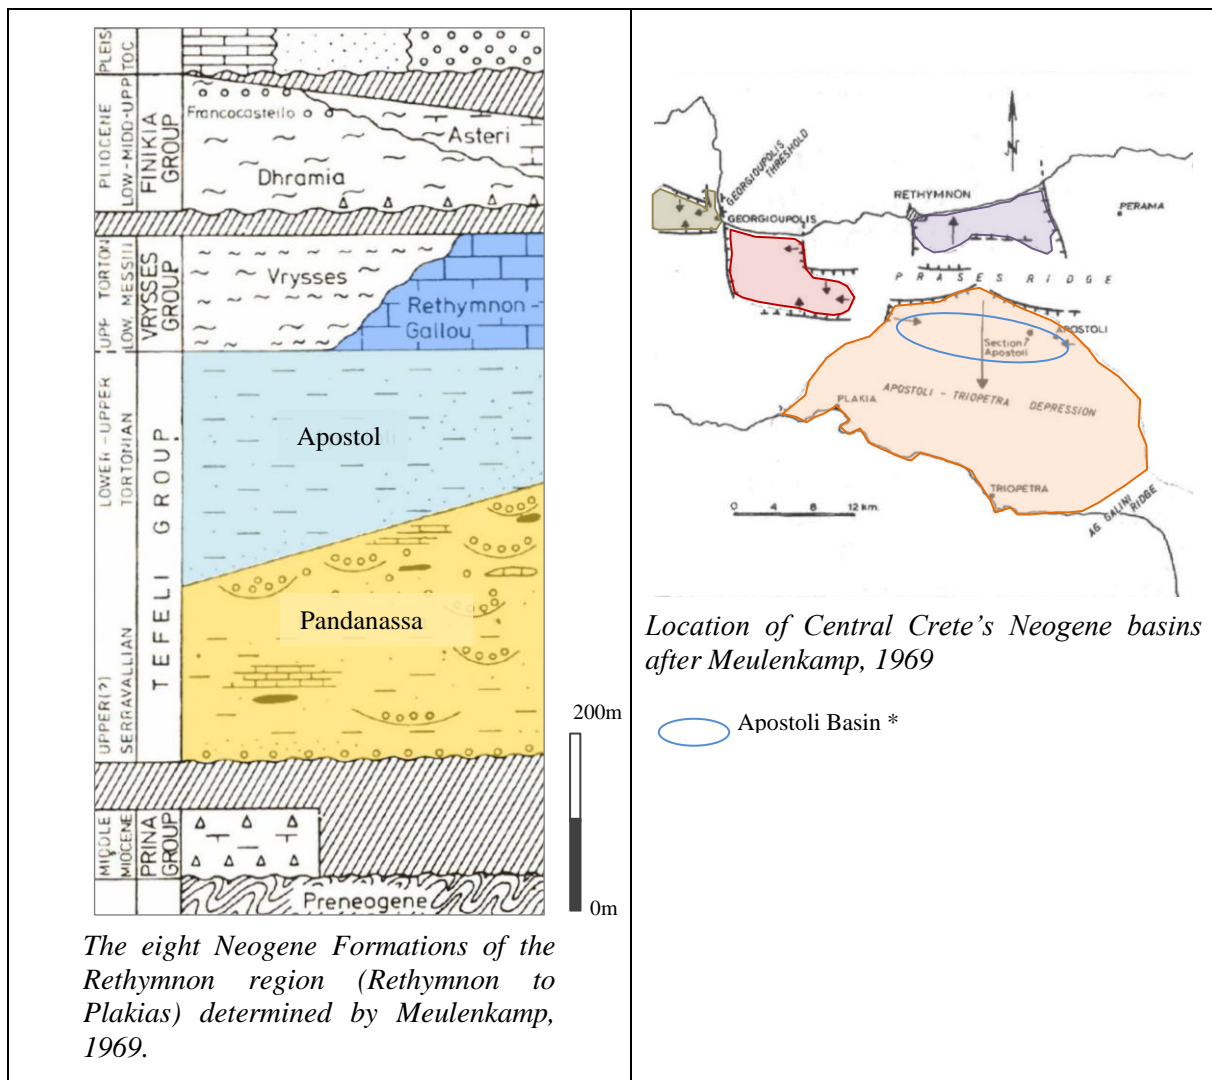 PLEIS
TOC
PLIOCENE
LOW-MIDD-UPP
FINIKIA
GROUP
Francocastello
Asteri
Dhramia
UPP TORTON
LOW MESSIN
VRYSSES
GROUP
Vrysses
Rethymnon-
Gallou
LOWER-UPPER
TORTONIAN
TEFELI GROUP
Apostol
Pandanassa
UPPER(?)
SERRAVALLIAN
MIDDLE
MIOCENE
PRINA
GROUP
Preneogene
200m
0m
The eight Neogene Formations of the
Rethymnon region (Rethymnon to
Plakias) determined by Meulenkamp,
1969.
N
GEORGIOUPOLIS
THRESHOLD
GEORGIOUPOLIS
RETHYMNON
PERAMA
PRASES RIDGE
APOSTOLI
Section
Apostoli
APOSTOLI - TRIOPETRA DEPRESSION
PLAKIA
TRIOPETRA
AG GALINI
RIDGE
0 4 8 12 km.
Location of Central Crete's Neogene basins
after Meulenkamp, 1969
Apostoli Basin *